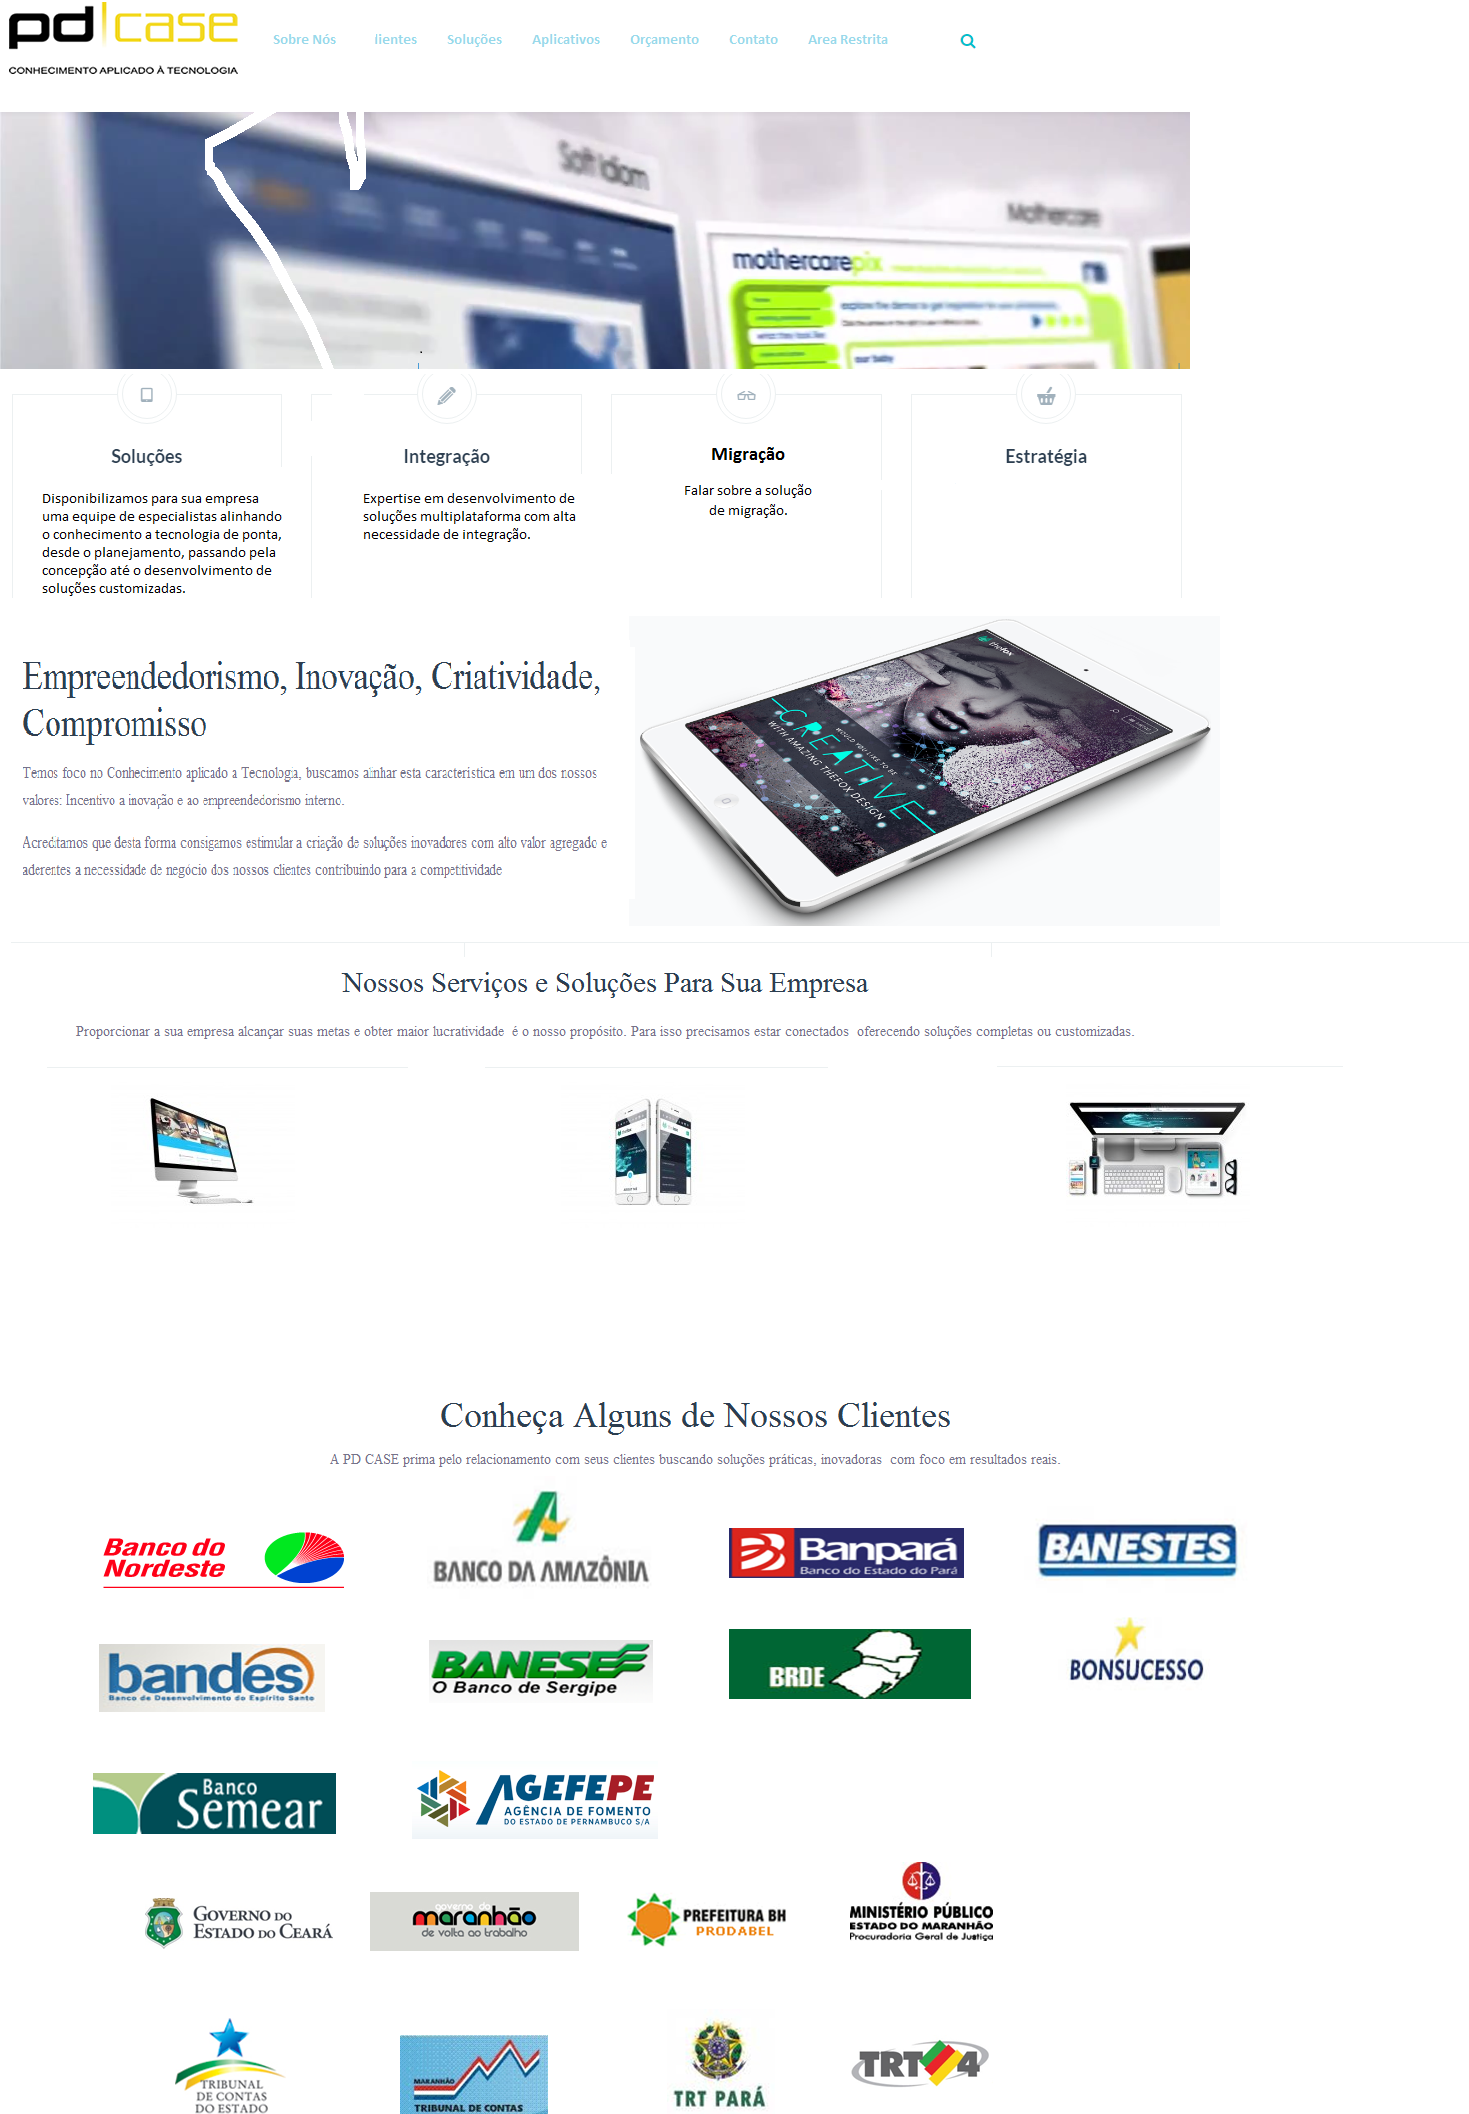 pd|case
CONHECIMENTO APLICADO À TECNOLOGIA
Sobre Nós
lientes
Soluções
Aplicativos
Orçamento
Contato
Area Restrita
Soft Idiom
Mothercare
mothercarepix
our baby
Soluções
Disponibilizamos para sua empresa
uma equipe de especialistas alinhando
o conhecimento a tecnologia de ponta,
desde o planejamento, passando pela
concepção até o desenvolvimento de
soluções customizadas.
Integração
Expertise em desenvolvimento de
soluções multiplataforma com alta
necessidade de integração.
Migração
Falar sobre a solução
de migração.
Estratégia
Empreendedorismo, Inovação, Criatividade,
Compromisso
Temos foco no Conhecimento aplicado a Tecnologia, buscamos alinhar esta característica em um dos nossos
valores: Incentivo a inovação e ao empreendedorismo interno.
Acreditamos que desta forma consigamos estimular a criação de soluções inovadores com alto valor agregado e
aderentes a necessidade de negócio dos nossos clientes contribuindo para a competitividade
thefox
WOULD YOU LIKE TO BE
CREATIVE
WITH AMAZING THEFOX DESIGN
Nossos Serviços e Soluções Para Sua Empresa
Proporcionar a sua empresa alcançar suas metas e obter maior lucratividade  é o nosso propósito. Para isso precisamos estar conectados  oferecendo soluções completas ou customizadas.
Conheça Alguns de Nossos Clientes
A PD CASE prima pelo relacionamento com seus clientes buscando soluções práticas, inovadoras  com foco em resultados reais.
Banco do
Nordeste
BANCO DA AMAZÔNIA
Banpará
Banco do Estado do Pará
BANESTES
bandes
Banco de Desenvolvimento do Espírito Santo
BANESE
O Banco de Sergipe
BRDE
BONSUCESSO
Banco
Semear
AGEFEPE
AGÊNCIA DE FOMENTO
DO ESTADO DE PERNAMBUCO S/A
GOVERNO DO
ESTADO DO CEARÁ
governo do
maranhão
de volta ao trabalho
PREFEITURA BH
PRODABEL
MINISTÉRIO PÚBLICO
ESTADO DO MARANHÃO
Procuradoria Geral de Justiça
TRIBUNAL
DE CONTAS
DO ESTADO
MARANHÃO
TRIBUNAL DE CONTAS
TRT PARÁ
TRT 4